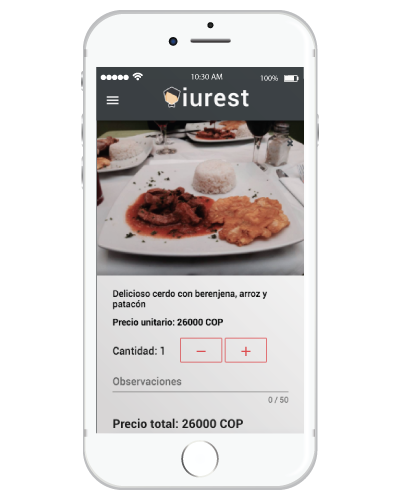 10:30 AM
100%
iurest
Delicioso cerdo con berenjena, arroz y
patacón
Precio unitario: 26000 COP
Cantidad: 1
− +
Observaciones
0 / 50
Precio total: 26000 COP